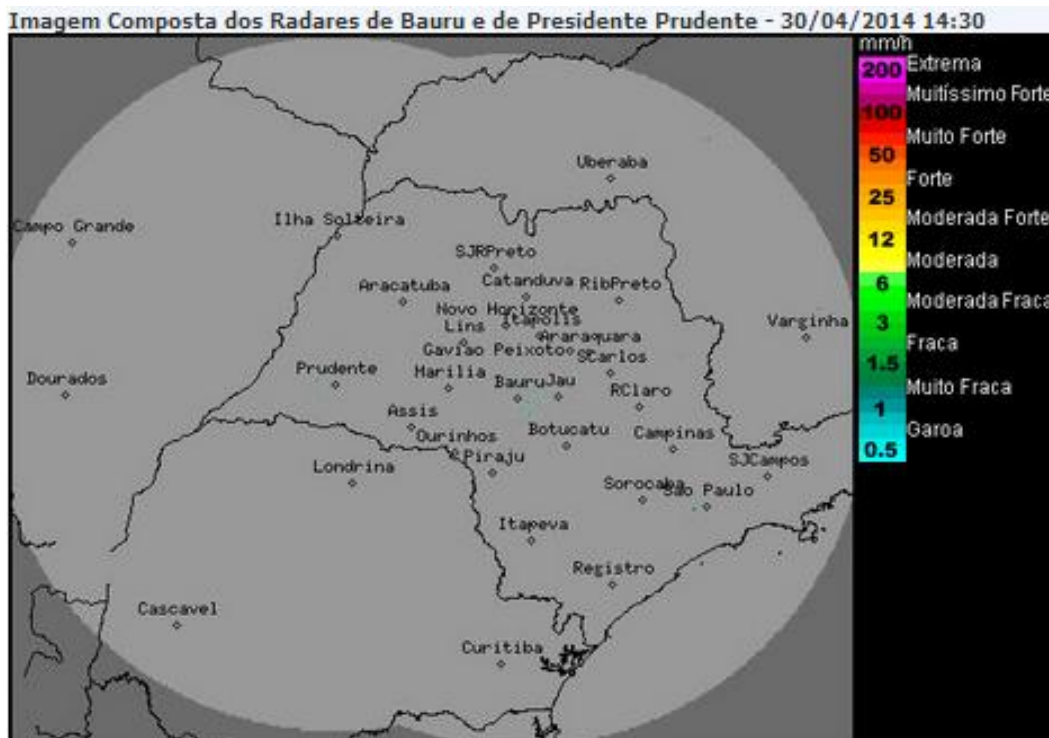 Imagem Composta dos Radares de Bauru e de Presidente Prudente - 30/04/2014 14:30
mm/h
200 Extrema
Muitíssimo Forte
100
Muito Forte
50
Forte
25
Moderada Forte
12
Moderada
6
Moderada Fraca
3
Fraca
1.5
Muito Fraca
1
Garoa
0.5
Uberaba
Campo Grande
Ilha Solteira
SJRPreto
Aracatuba
Catanduva
RibPreto
Novo Horizonte
Itapolis
Lins
Araraquara
Varginha
Gaviao Peixoto
SCarlos
Prudente
Marilia
Dourados
Bauru
Jau
RClaro
Assis
Ourinhos
Botucatu
Campinas
Londrina
Piraju
SJCampos
Sorocaba
Sao Paulo
Itapeva
Registro
Cascavel
Curitiba